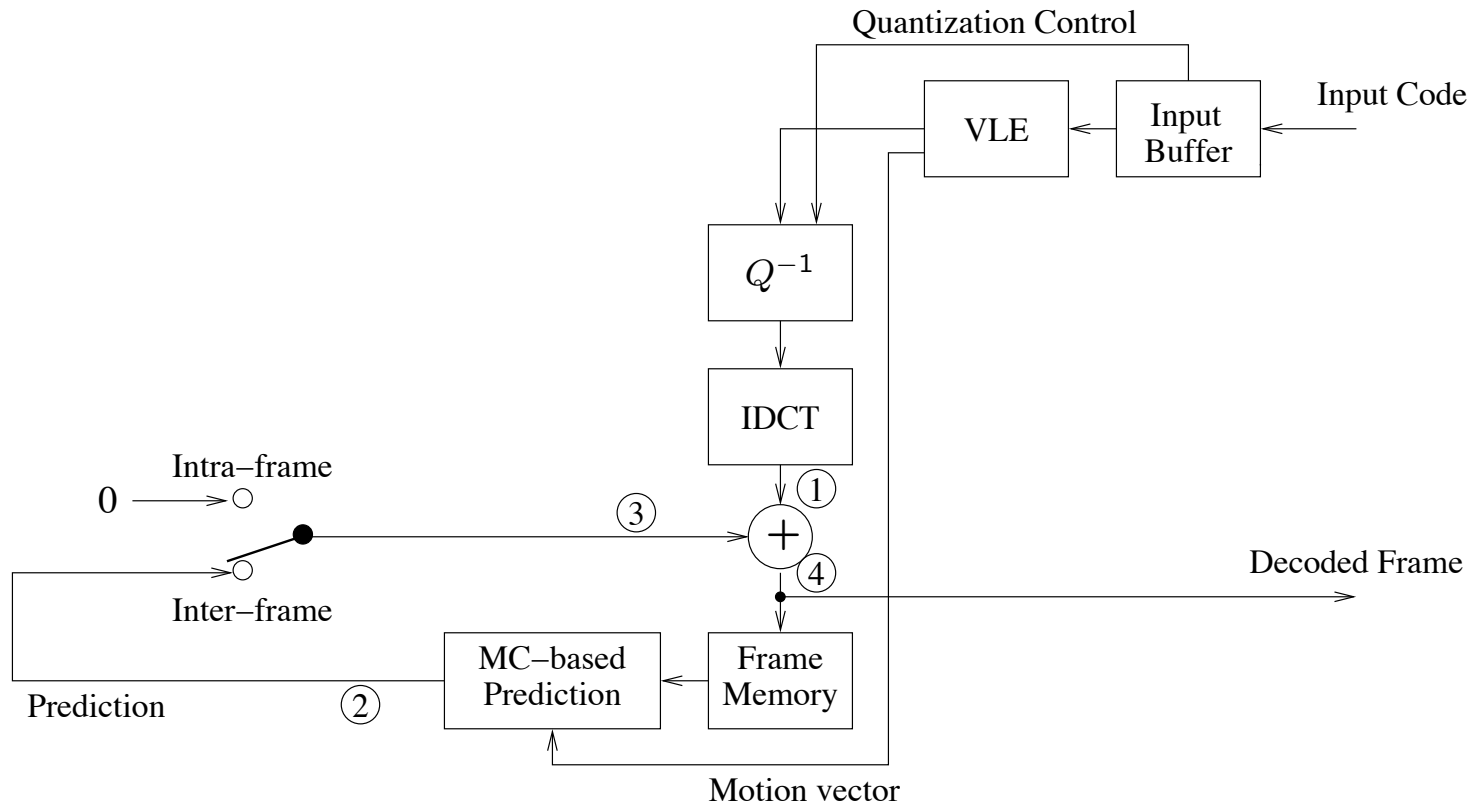 Quantization Control
Input Code
VLE
Input
Buffer
Q⁻¹
IDCT
Intra−frame
0
1
3
+
4
Decoded Frame
Inter−frame
MC−based
Prediction
Frame
Memory
Prediction
2
Motion vector